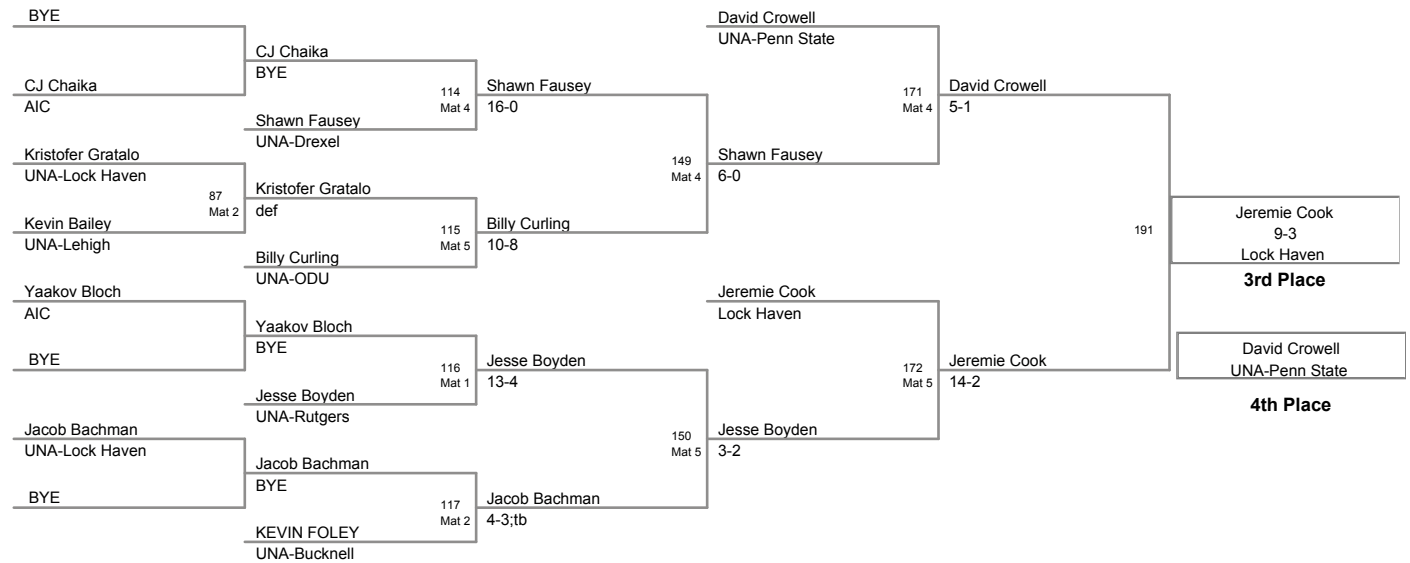 BYE
CJ Chaika
AIC
Kristofer Gratalo
UNA-Lock Haven
Kevin Bailey
UNA-Lehigh
Yaakov Bloch
AIC
BYE
Jacob Bachman
UNA-Lock Haven
BYE
87
Mat 2
CJ Chaika
BYE
Shawn Fausey
UNA-Drexel
Kristofer Gratalo
def
Billy Curling
UNA-ODU
Yaakov Bloch
BYE
Jesse Boyden
UNA-Rutgers
Jacob Bachman
BYE
KEVIN FOLEY
UNA-Bucknell
114
Mat 4
115
Mat 5
116
Mat 1
117
Mat 2
Shawn Fausey
16-0
Billy Curling
10-8
Jesse Boyden
13-4
Jacob Bachman
4-3;tb
149
Mat 4
150
Mat 5
David Crowell
UNA-Penn State
Shawn Fausey
6-0
Jeremie Cook
Lock Haven
Jesse Boyden
3-2
171
Mat 4
172
Mat 5
David Crowell
5-1
Jeremie Cook
14-2
191
Jeremie Cook
9-3
Lock Haven
3rd Place
David Crowell
UNA-Penn State
4th Place